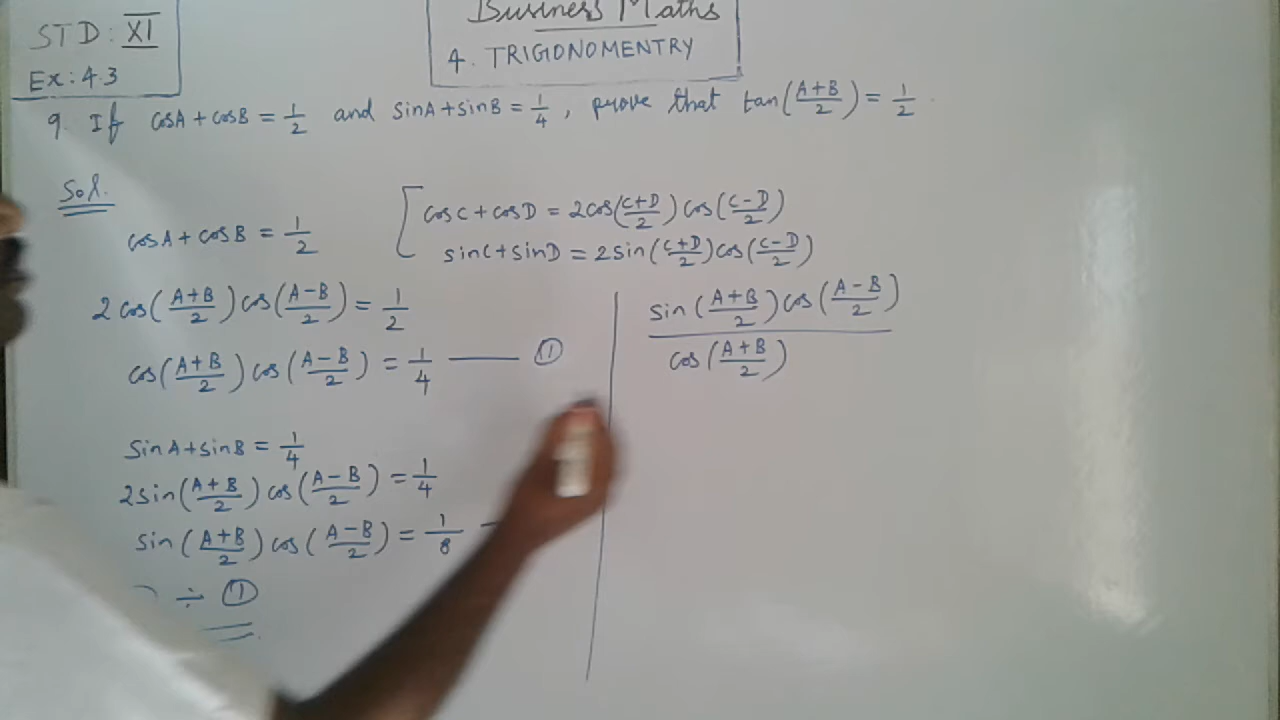 STD: XI
Ex: 4.3
Business Maths
4. TRIGONOMENTRY
9. If cosA + cosB = 1/2 and sinA + sinB = 1/4, prove that tan((A+B)/2) = 1/2.
Sol.
cosA + cosB = 1/2
[cosC + cosD = 2cos((C+D)/2) cos((C-D)/2)
sinC + sinD = 2sin((C+D)/2) cos((C-D)/2)
2cos((A+B)/2) cos((A-B)/2) = 1/2
cos((A+B)/2) cos((A-B)/2) = 1/4 —— ①
sinA + sinB = 1/4
2sin((A+B)/2) cos((A-B)/2) = 1/4
sin((A+B)/2) cos((A-B)/2) = 1/8 –
÷ ①
sin((A+B)/2) cos((A-B)/2)
cos((A+B)/2)